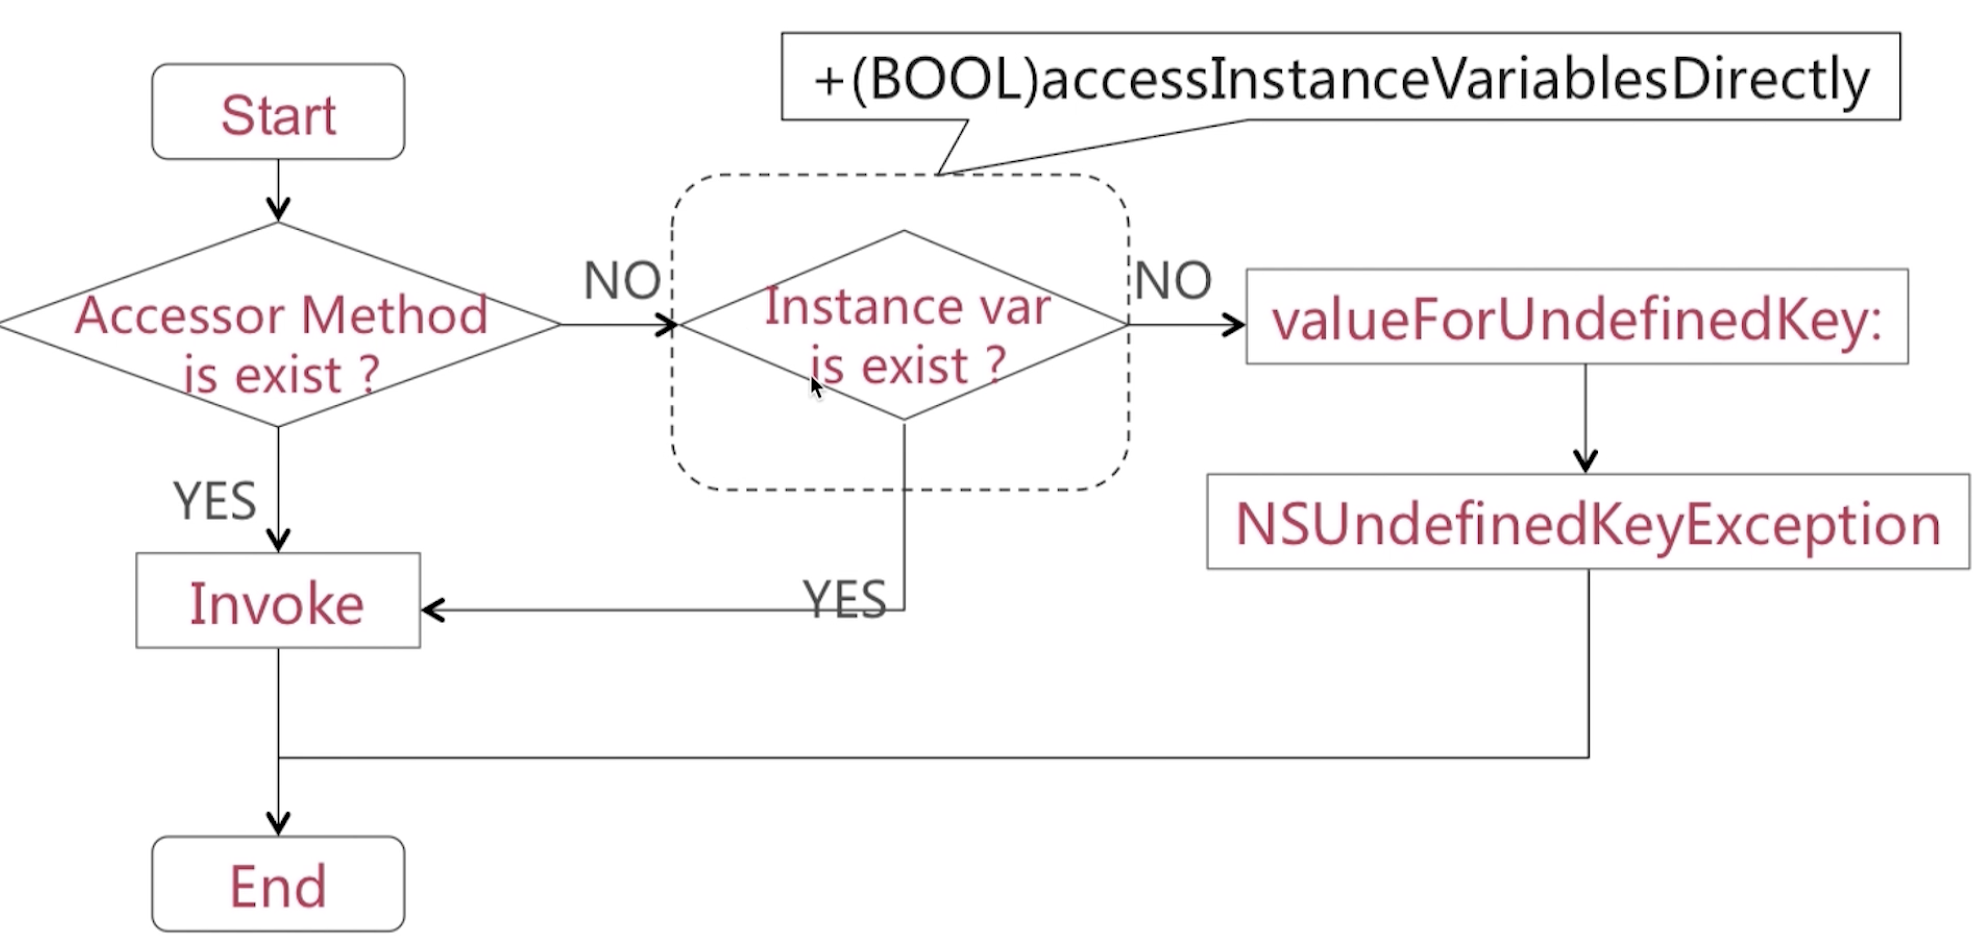 +(BOOL)accessInstanceVariablesDirectly
Start
Accessor Method
is exist ?
NO
Instance var
is exist ?
NO
valueForUndefinedKey:
YES
NSUndefinedKeyException
Invoke
YES
End